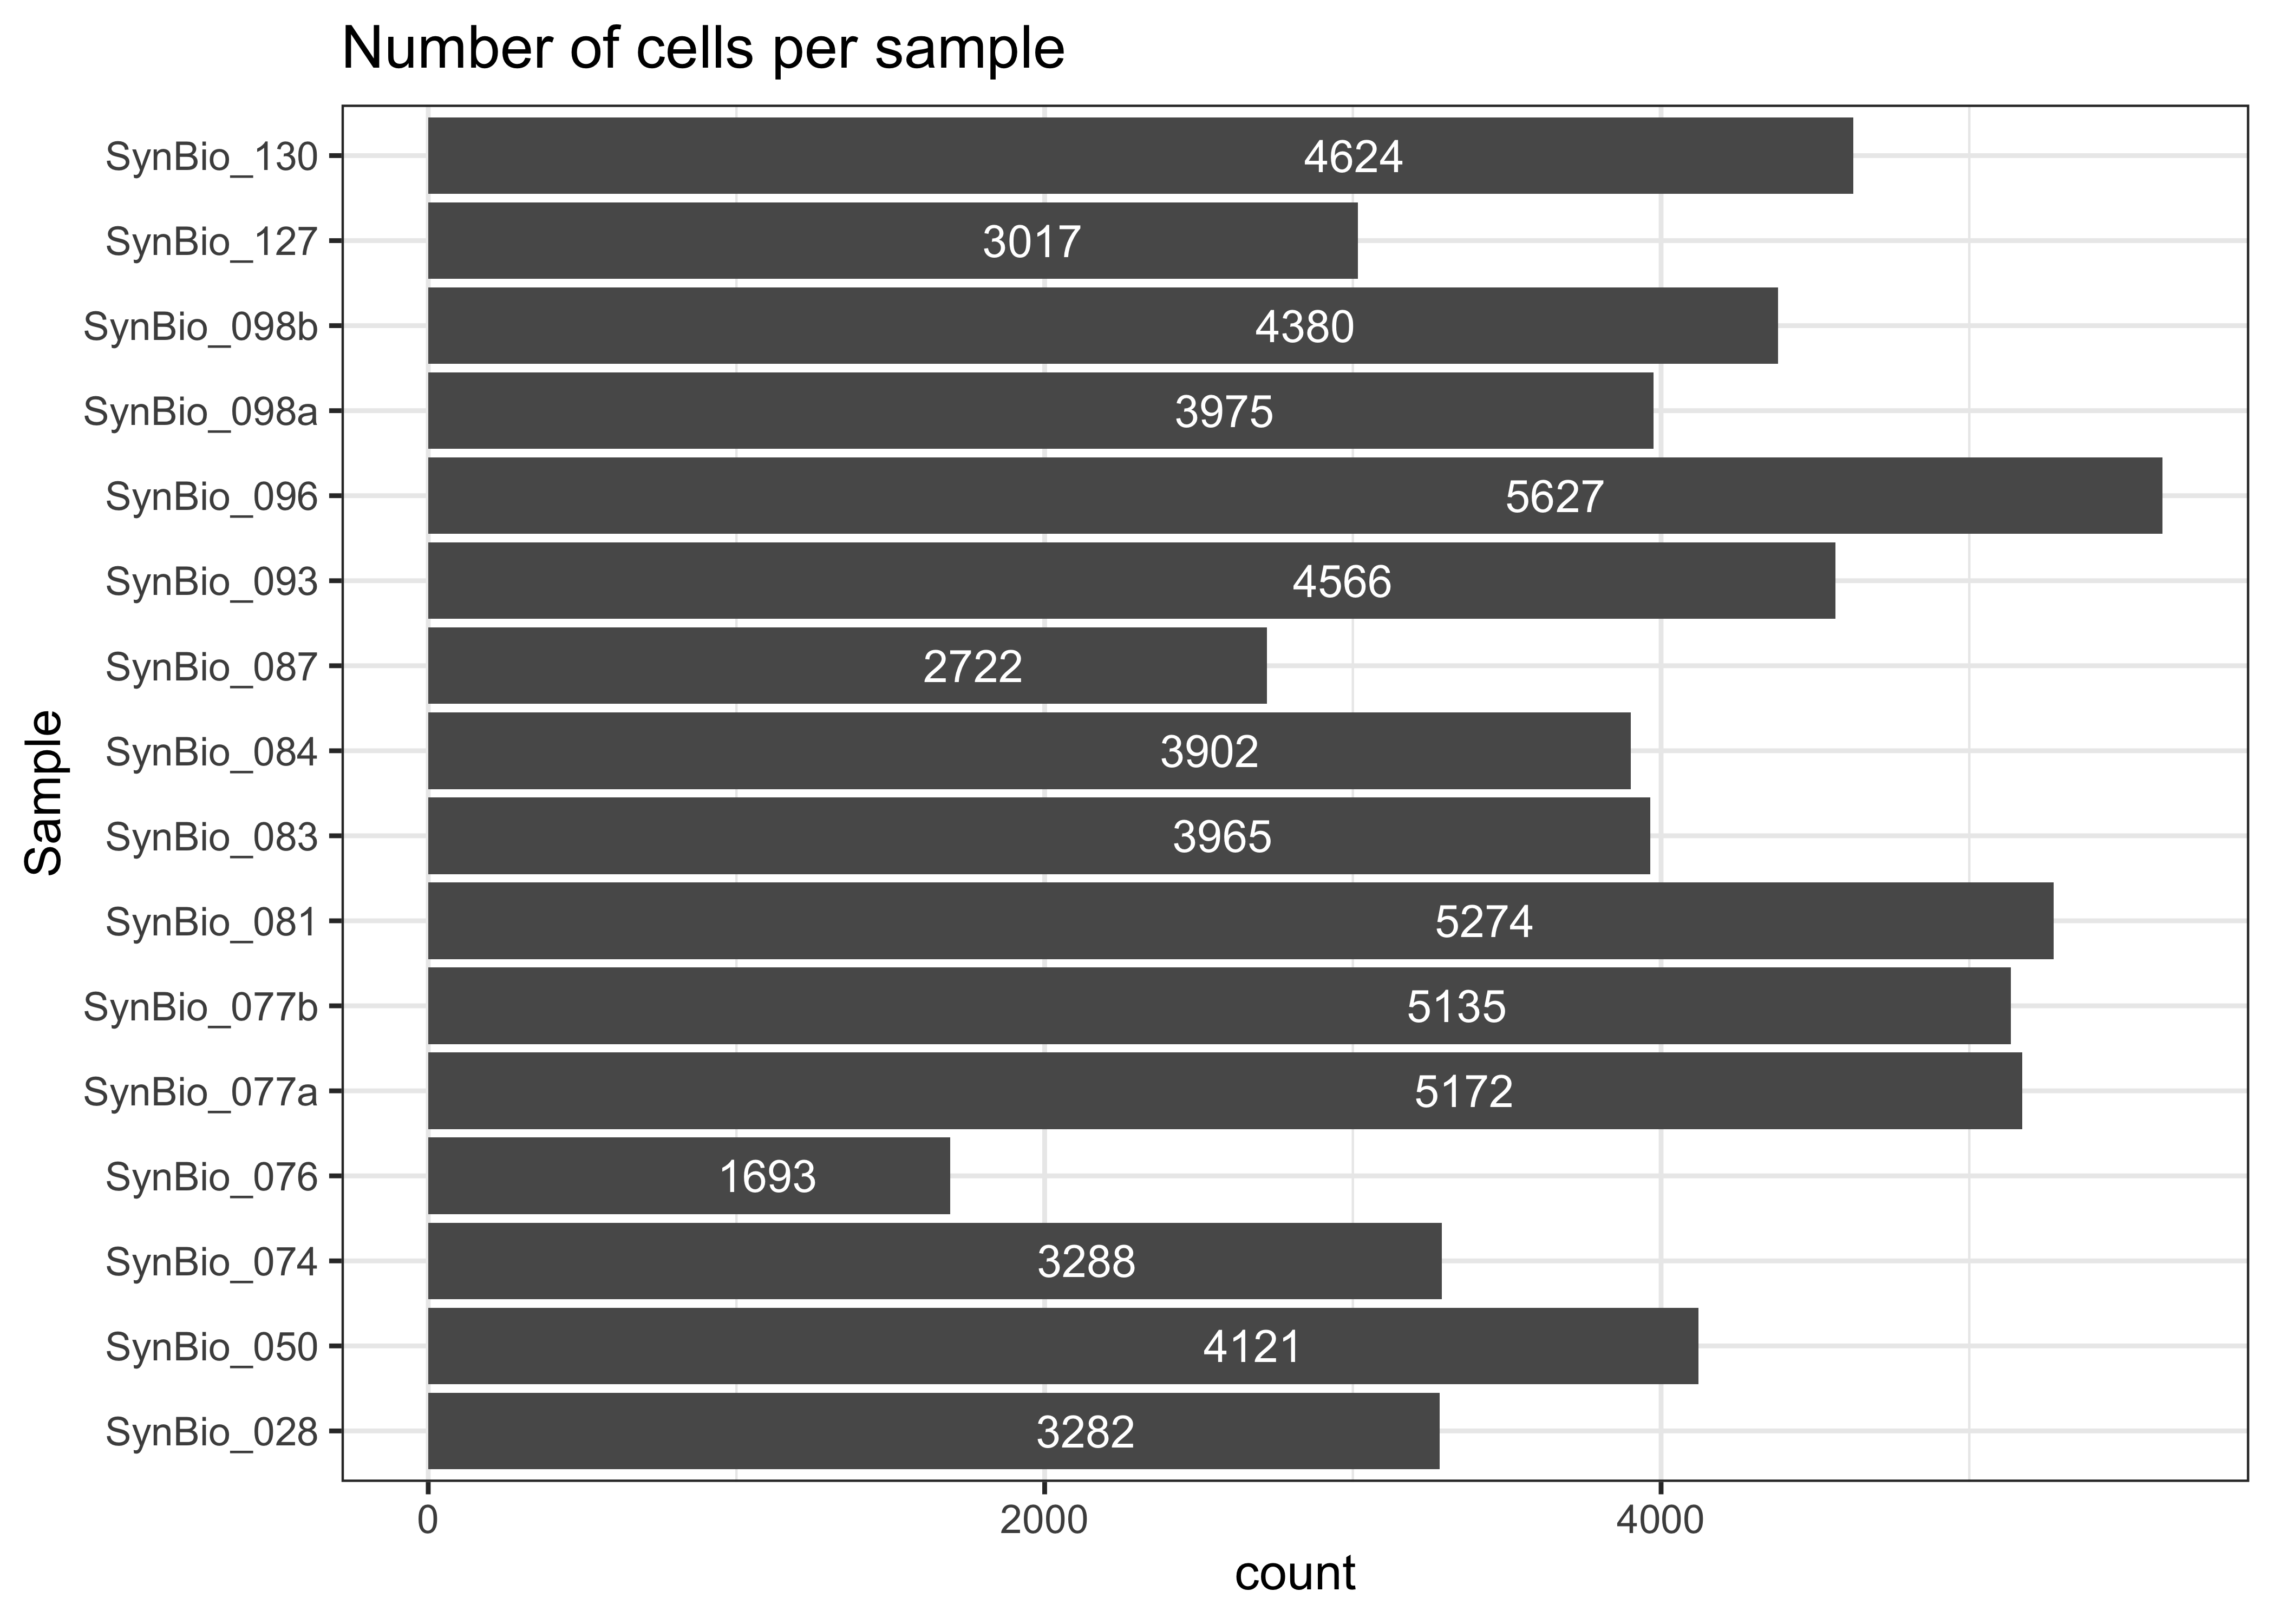 Number of cells per sample
SynBio_130 4624
SynBio_127 3017
SynBio_098b 4380
SynBio_098a 3975
SynBio_096 5627
SynBio_093 4566
SynBio_087 2722
SynBio_084 3902
SynBio_083 3965
SynBio_081 5274
SynBio_077b 5135
SynBio_077a 5172
SynBio_076 1693
SynBio_074 3288
SynBio_050 4121
SynBio_028 3282
Sample
0 2000 4000
count